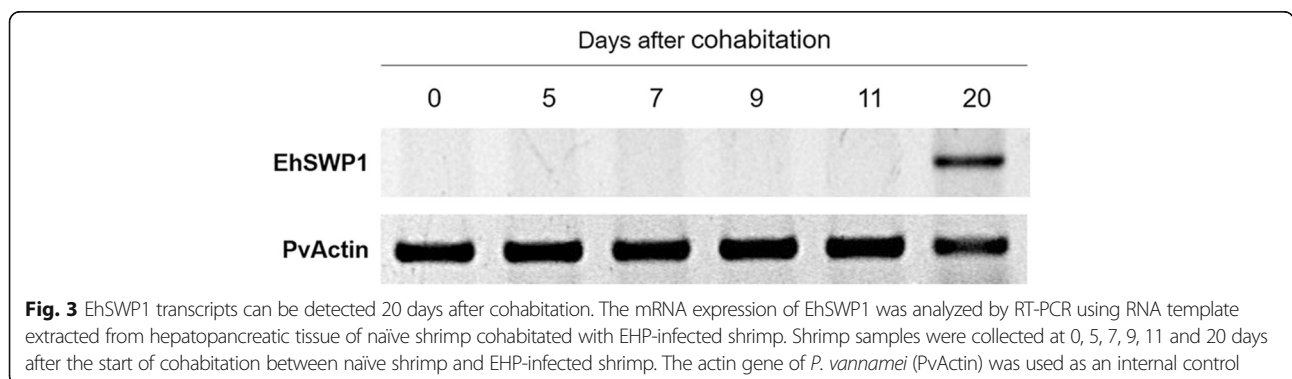 Days after cohabitation
0 5 7 9 11 20
EhSWP1
PvActin
Fig. 3 EhSWP1 transcripts can be detected 20 days after cohabitation. The mRNA expression of EhSWP1 was analyzed by RT-PCR using RNA template
extracted from hepatopancreatic tissue of naïve shrimp cohabitated with EHP-infected shrimp. Shrimp samples were collected at 0, 5, 7, 9, 11 and 20 days
after the start of cohabitation between naïve shrimp and EHP-infected shrimp. The actin gene of P. vannamei (PvActin) was used as an internal control